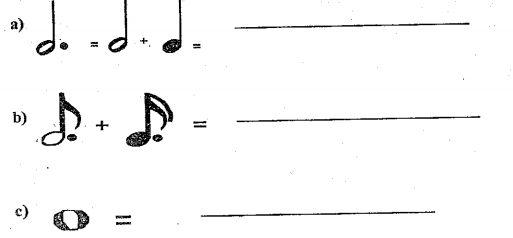 a) = + =
b) + =
c) =